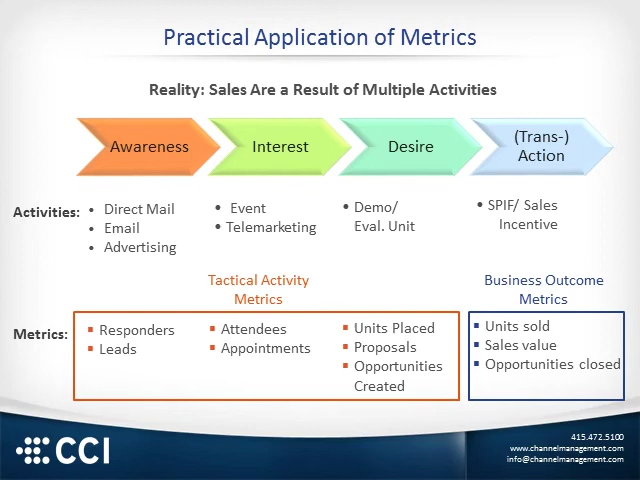 Practical Application of Metrics
Reality: Sales Are a Result of Multiple Activities
Awareness
Interest
Desire
(Trans-)
Action
Activities:
• Direct Mail
• Email
• Advertising
• Event
• Telemarketing
• Demo/
Eval. Unit
• SPIF/ Sales
Incentive
Tactical Activity
Metrics
Business Outcome
Metrics
Metrics:
▪ Responders
▪ Leads
▪ Attendees
▪ Appointments
▪ Units Placed
▪ Proposals
▪ Opportunities
Created
▪ Units sold
▪ Sales value
▪ Opportunities closed
CCI
415.472.5100
www.channelmanagement.com
info@channelmanagement.com